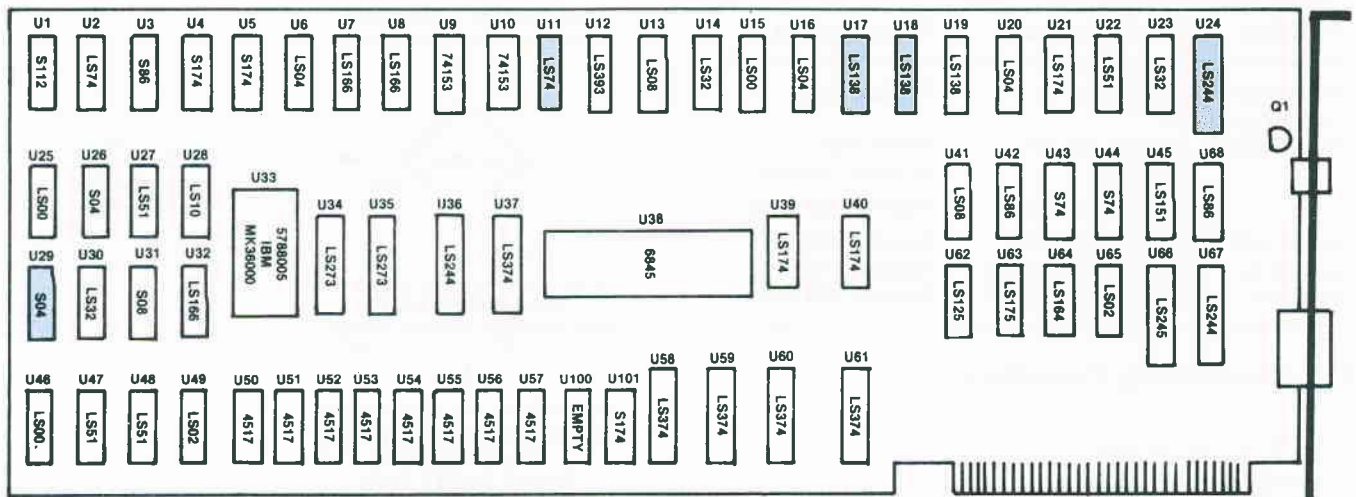 U1 U2 U3 U4 U5 U6 U7 U8 U9 U10 U11 U12 U13 U14 U15 U16 U17 U18 U19 U20 U21 U22 U23 U24
S112 LS74 S86 S174 S174 LS04 LS166 LS166 74153 74153 LS74 LS393 LS08 LS32 LS00 LS04 LS138 LS138 LS138 LS04 LS174 LS51 LS32 LS244
Q1
U25 U26 U27 U28 U33 U41 U42 U43 U44 U45 U68
LS00 S04 LS51 LS10 LS08 LS86 S74 S74 LS151 LS86
5788005
IBM
MK36000
U34 U35 U36 U37 U38 U39 U40
LS273 LS273 LS244 LS374 6845 LS174 LS174
U29 U30 U31 U32 U62 U63 U64 U65 U66 U67
S04 LS32 S08 LS166 LS125 LS175 LS164 LS02 LS245 LS244
U46 U47 U48 U49 U50 U51 U52 U53 U54 U55 U56 U57 U100 U101 U58 U59 U60 U61
LS00. LS51 LS51 LS02 4517 4517 4517 4517 4517 4517 4517 4517 EMPTY S174 LS374 LS374 LS374 LS374